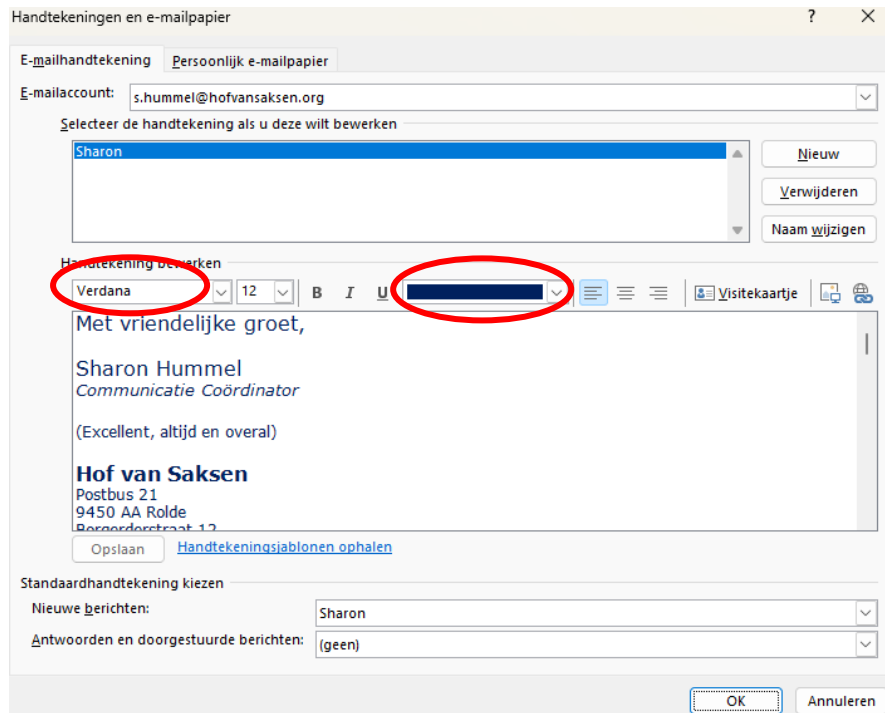 Handtekeningen en e-mailpapier ? ×
E-mailhandtekening Persoonlijk e-mailpapier
E-mailaccount: s.hummel@hofvansaksen.org
Selecteer de handtekening als u deze wilt bewerken
Sharon
Nieuw
Verwijderen
Naam wijzigen
Handtekening bewerken
Verdana 12 B I U Visitekaartje
Met vriendelijke groet,
Sharon Hummel
Communicatie Coördinator
(Excellent, altijd en overal)
Hof van Saksen
Postbus 21
9450 AA Rolde
Opslaan Handtekeningsjablonen ophalen
Standaardhandtekening kiezen
Nieuwe berichten: Sharon
Antwoorden en doorgestuurde berichten: (geen)
OK Annuleren